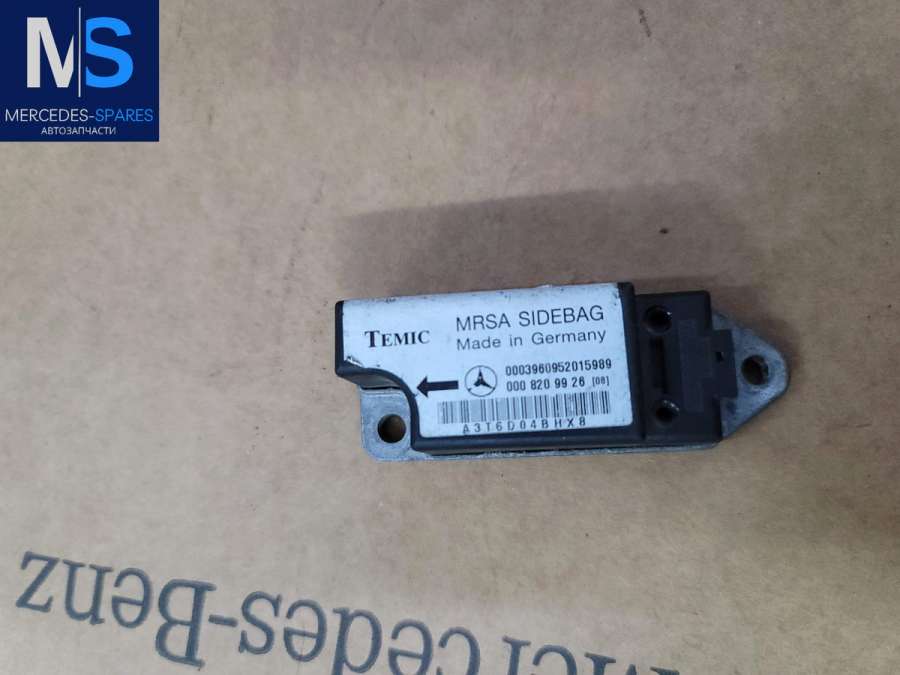 MS
MERCEDES-SPARES
АВТОЗАПЧАСТИ
TEMIC
MRSA SIDEBAG
Made in Germany
0003960952015989
000 820 99 26 [08]
A3T6D04BHX8
Mercedes-Benz